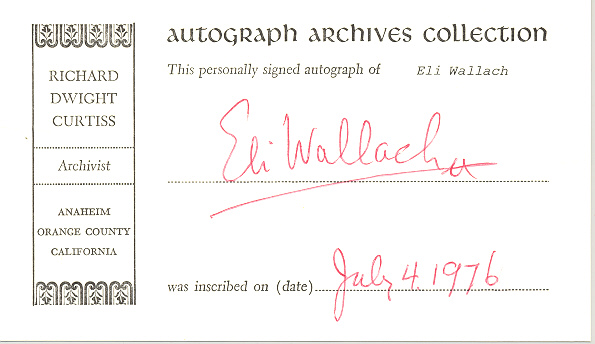 AUTOGRAPH ARCHIVES COLLECTION
This personally signed autograph of Eli Wallach
Eli Wallach
was inscribed on (date) July 4, 1976
RICHARD
DWIGHT
CURTISS
Archivist
ANAHEIM
ORANGE COUNTY
CALIFORNIA